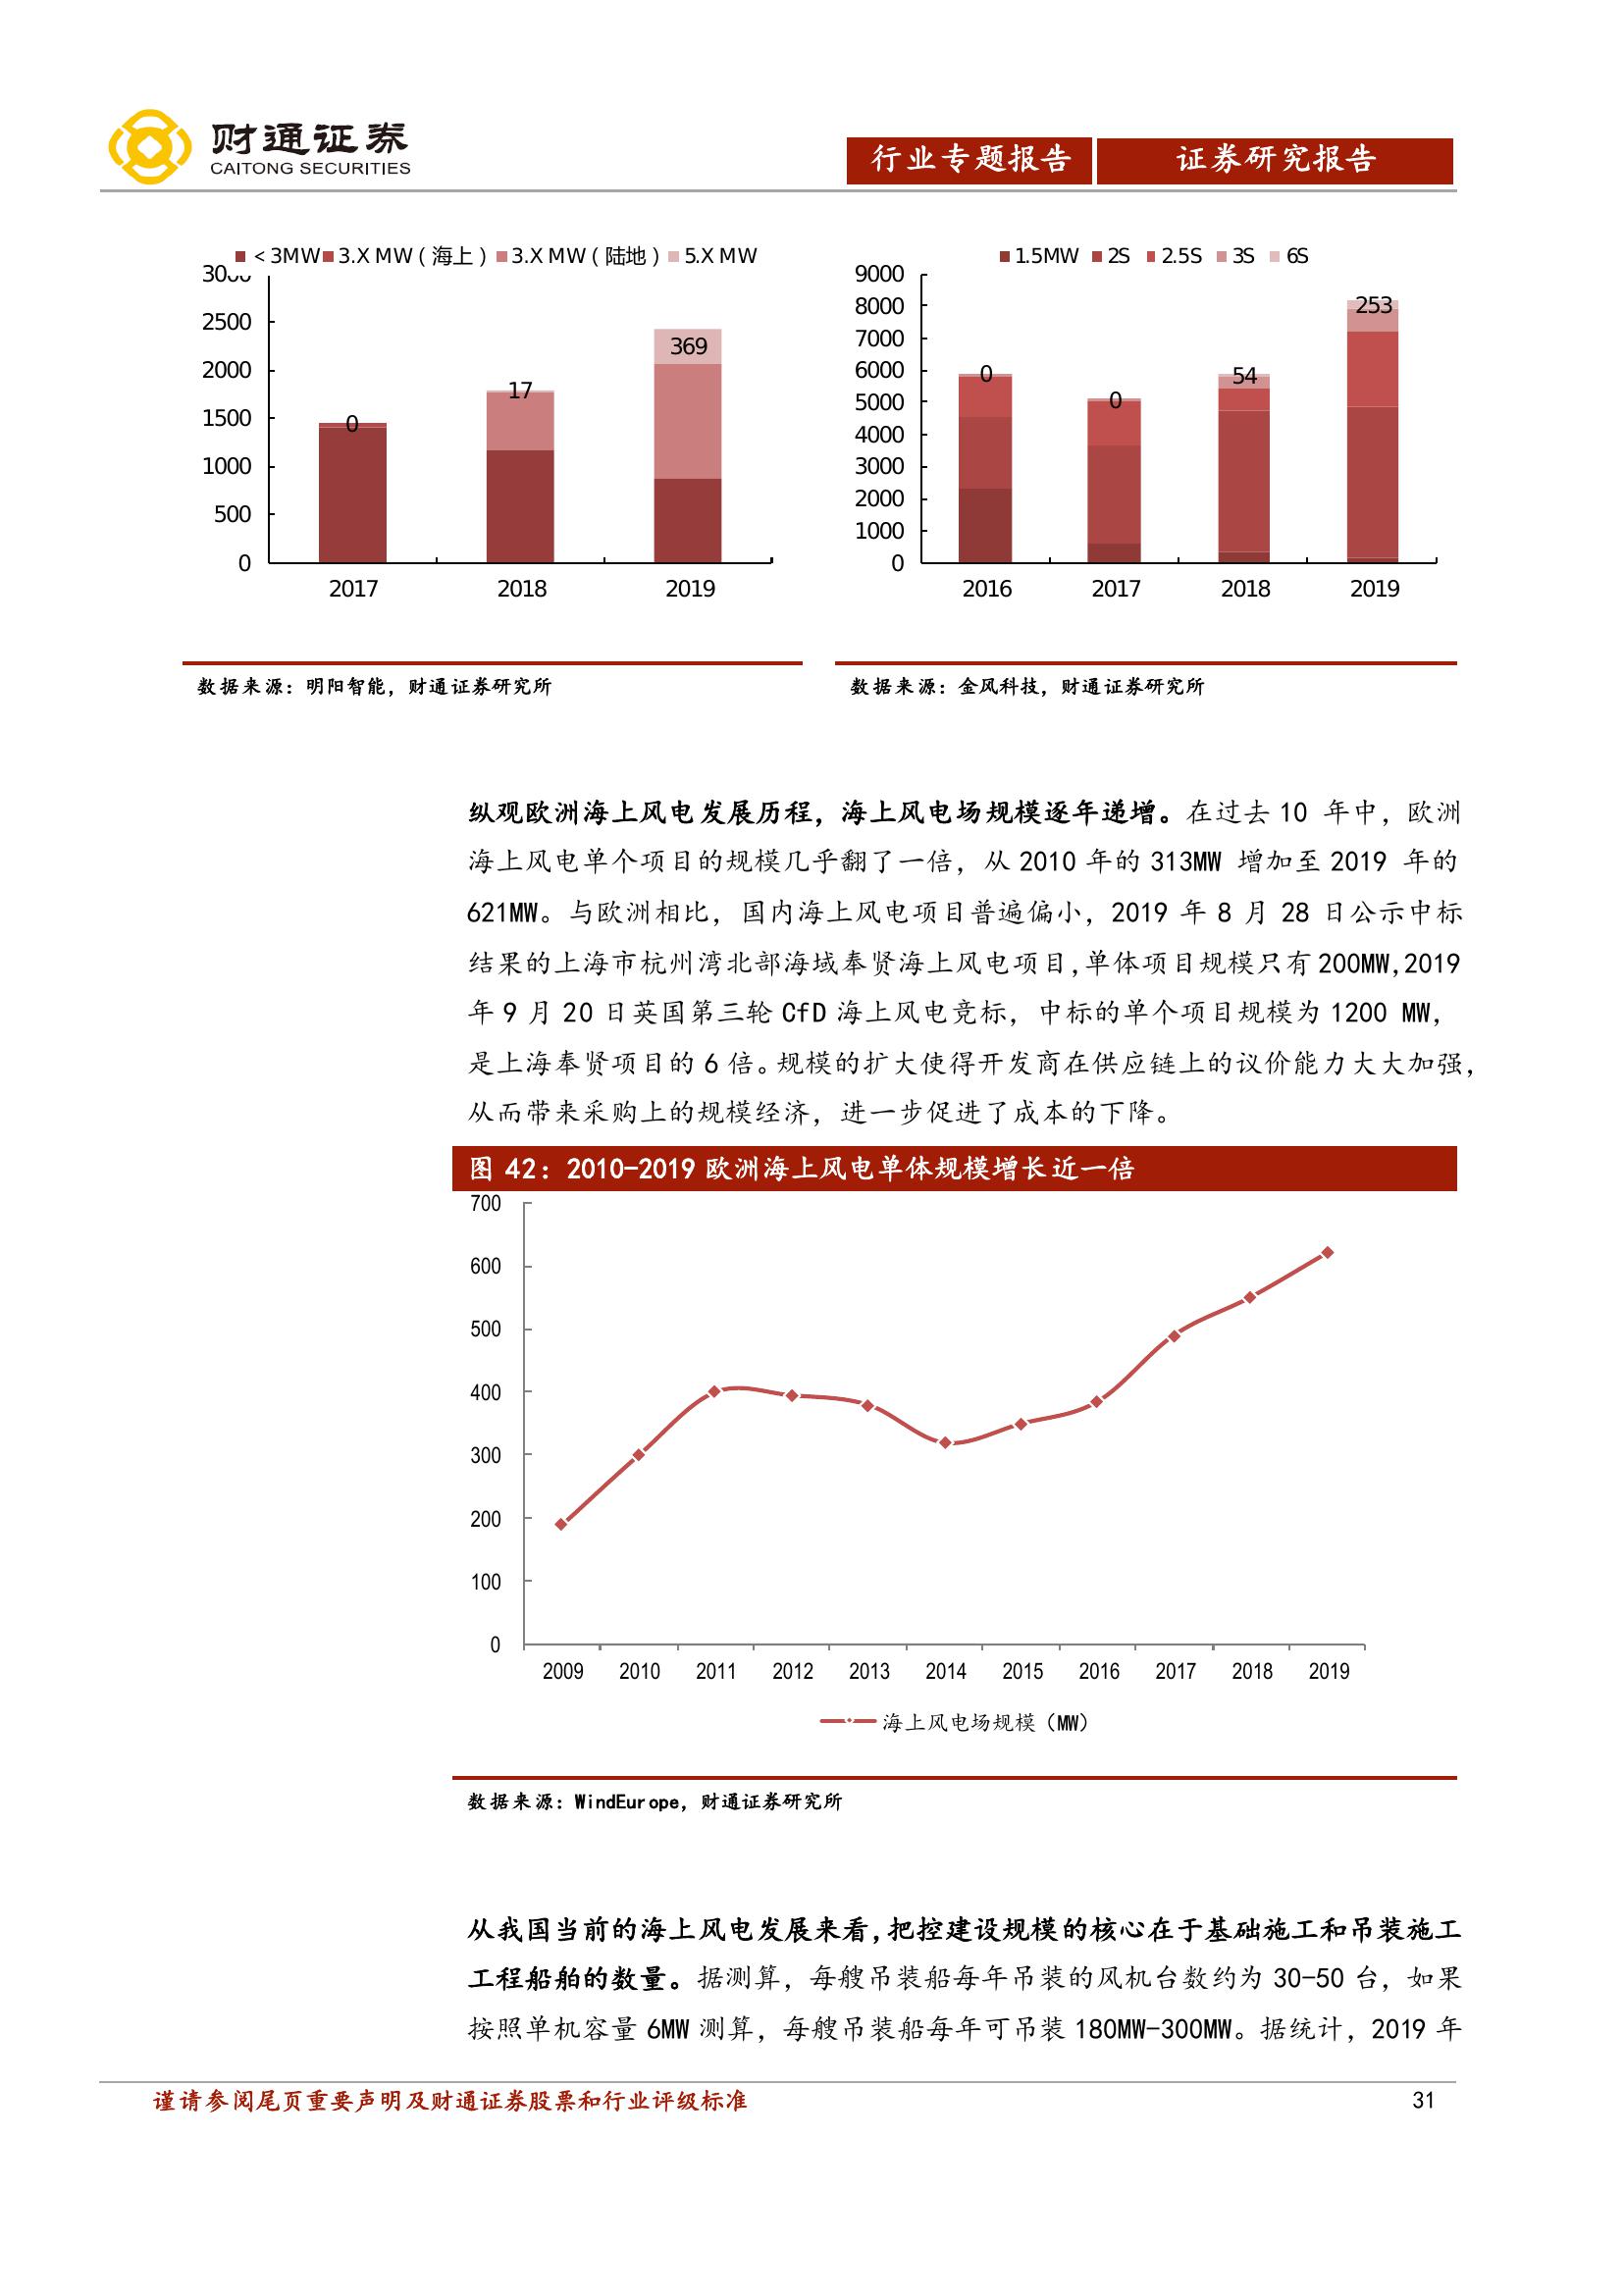 财通证券
CAITONG SECURITIES
行业专题报告 证券研究报告
<3MW 3.X MW(海上) 3.X MW(陆地) 5.X MW
3000
2500
2000
1500
1000
500
0
0
17
369
2017 2018 2019
1.5MW 2S 2.5S 3S 6S
9000
8000
7000
6000
5000
4000
3000
2000
1000
0
0
0
54
253
2016 2017 2018 2019
数据来源:明阳智能,财通证券研究所
数据来源:金风科技,财通证券研究所
纵观欧洲海上风电发展历程,海上风电场规模逐年递增。在过去 10 年中,欧洲
海上风电单个项目的规模几乎翻了一倍,从 2010 年的 313MW 增加至 2019 年的
621MW。与欧洲相比,国内海上风电项目普遍偏小,2019 年 8 月 28 日公示中标
结果的上海市杭州湾北部海域奉贤海上风电项目,单体项目规模只有 200MW,2019
年 9 月 20 日英国第三轮 CfD 海上风电竞标,中标的单个项目规模为 1200 MW,
是上海奉贤项目的 6 倍。规模的扩大使得开发商在供应链上的议价能力大大加强,
从而带来采购上的规模经济,进一步促进了成本的下降。
图 42:2010-2019 欧洲海上风电单体规模增长近一倍
700
600
500
400
300
200
100
0
2009 2010 2011 2012 2013 2014 2015 2016 2017 2018 2019
海上风电场规模(MW)
数据来源:WindEurope,财通证券研究所
从我国当前的海上风电发展来看,把控建设规模的核心在于基础施工和吊装施工
工程船舶的数量。据测算,每艘吊装船每年吊装的风机台数约为 30-50 台,如果
按照单机容量 6MW 测算,每艘吊装船每年可吊装 180MW-300MW。据统计,2019 年
谨请参阅尾页重要声明及财通证券股票和行业评级标准 31